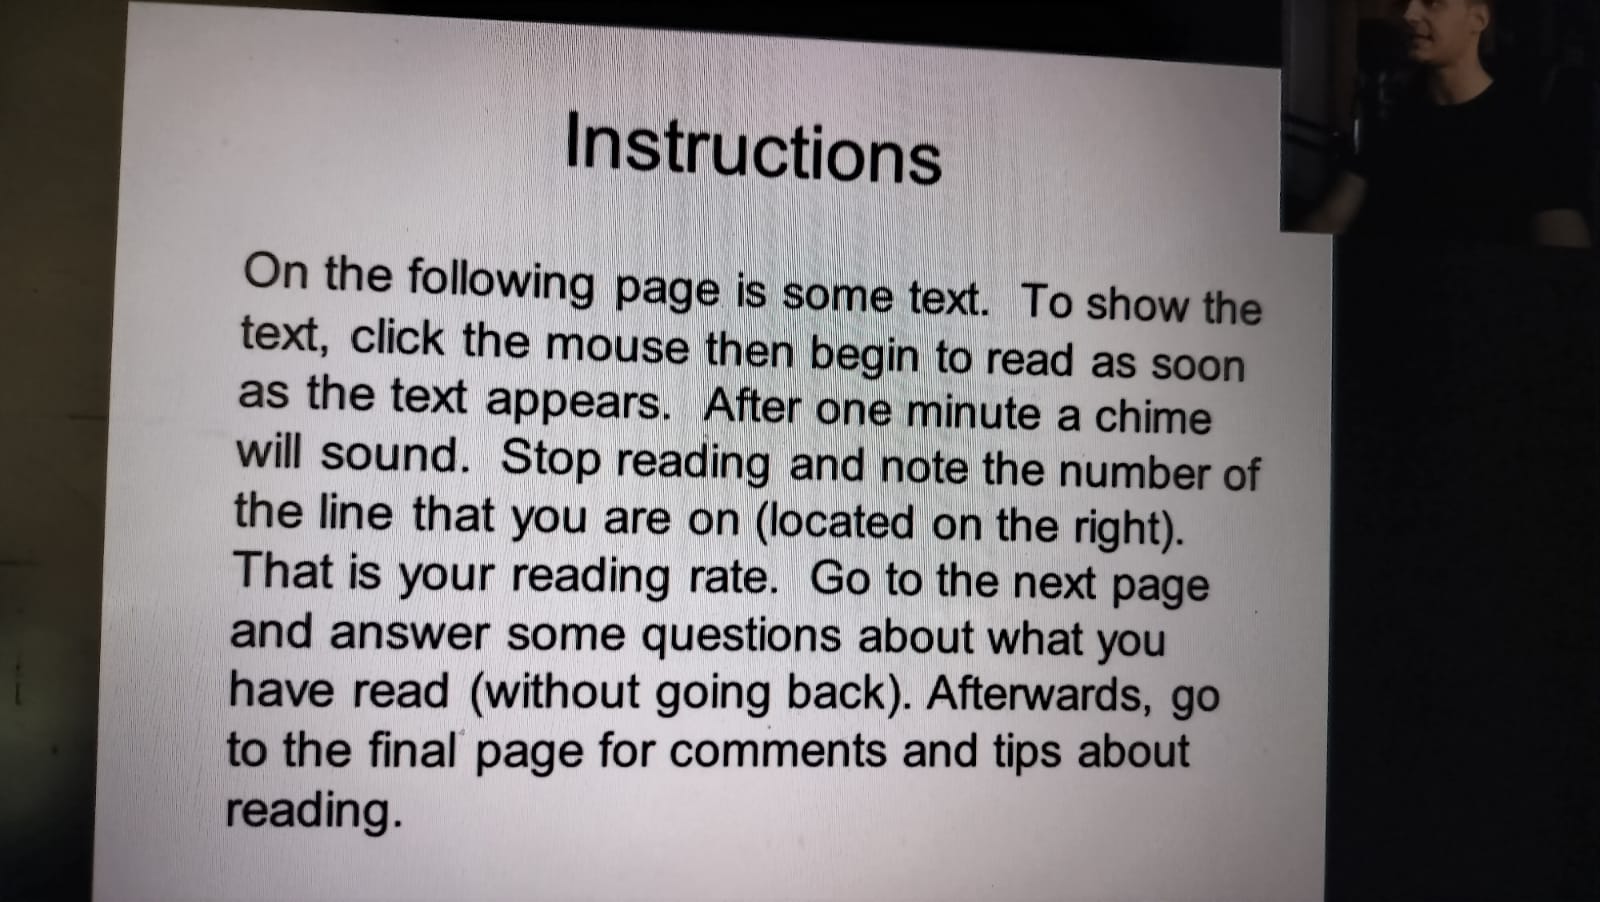 Instructions
On the following page is some text. To show the
text, click the mouse then begin to read as soon
as the text appears. After one minute a chime
will sound. Stop reading and note the number of
the line that you are on (located on the right).
That is your reading rate. Go to the next page
and answer some questions about what you
have read (without going back). Afterwards, go
to the final page for comments and tips about
reading.